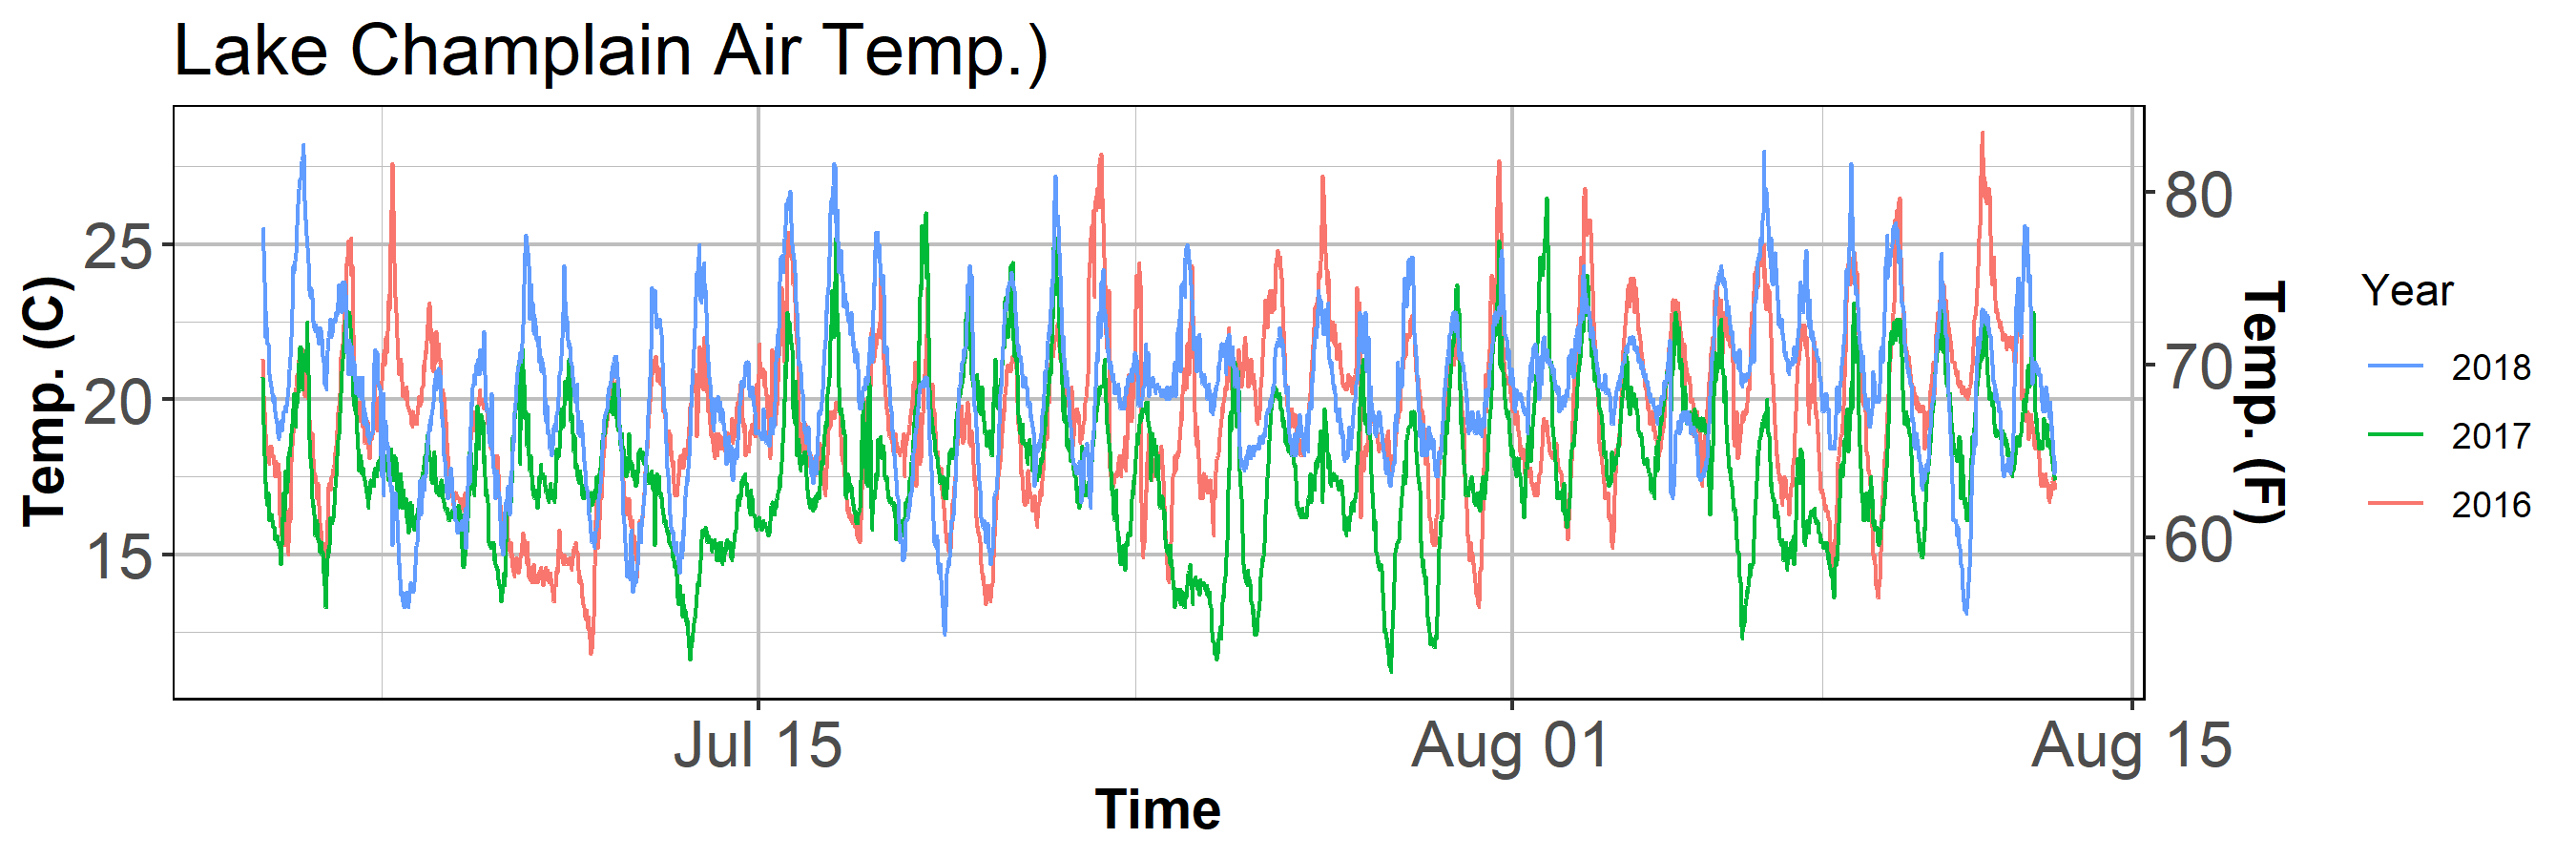 Lake Champlain Air Temp.)
Temp. (C)
25
20
15
80
70
60
Temp. (F)
Jul 15
Aug 01
Aug 15
Time
Year
2018
2017
2016